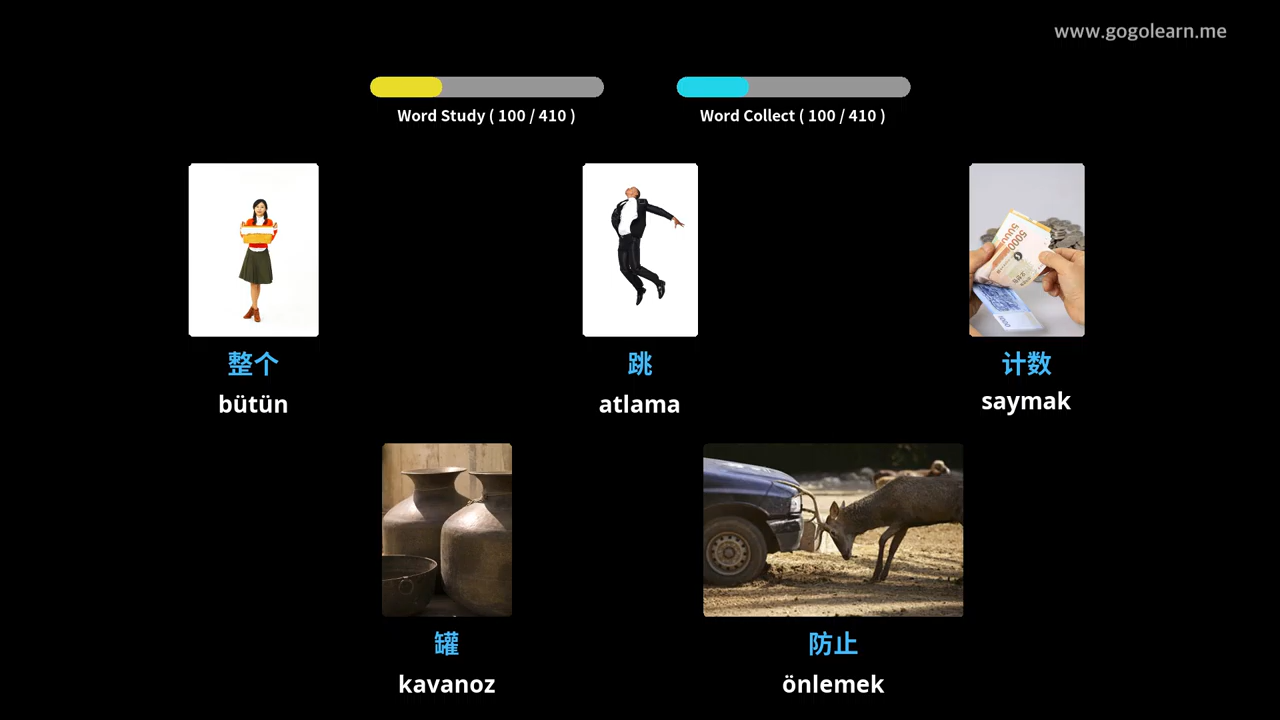 www.gogolearn.me
Word Study ( 100 / 410 )
Word Collect ( 100 / 410 )
整个
bütün
跳
atlama
计数
saymak
罐
kavanoz
防止
önlemek